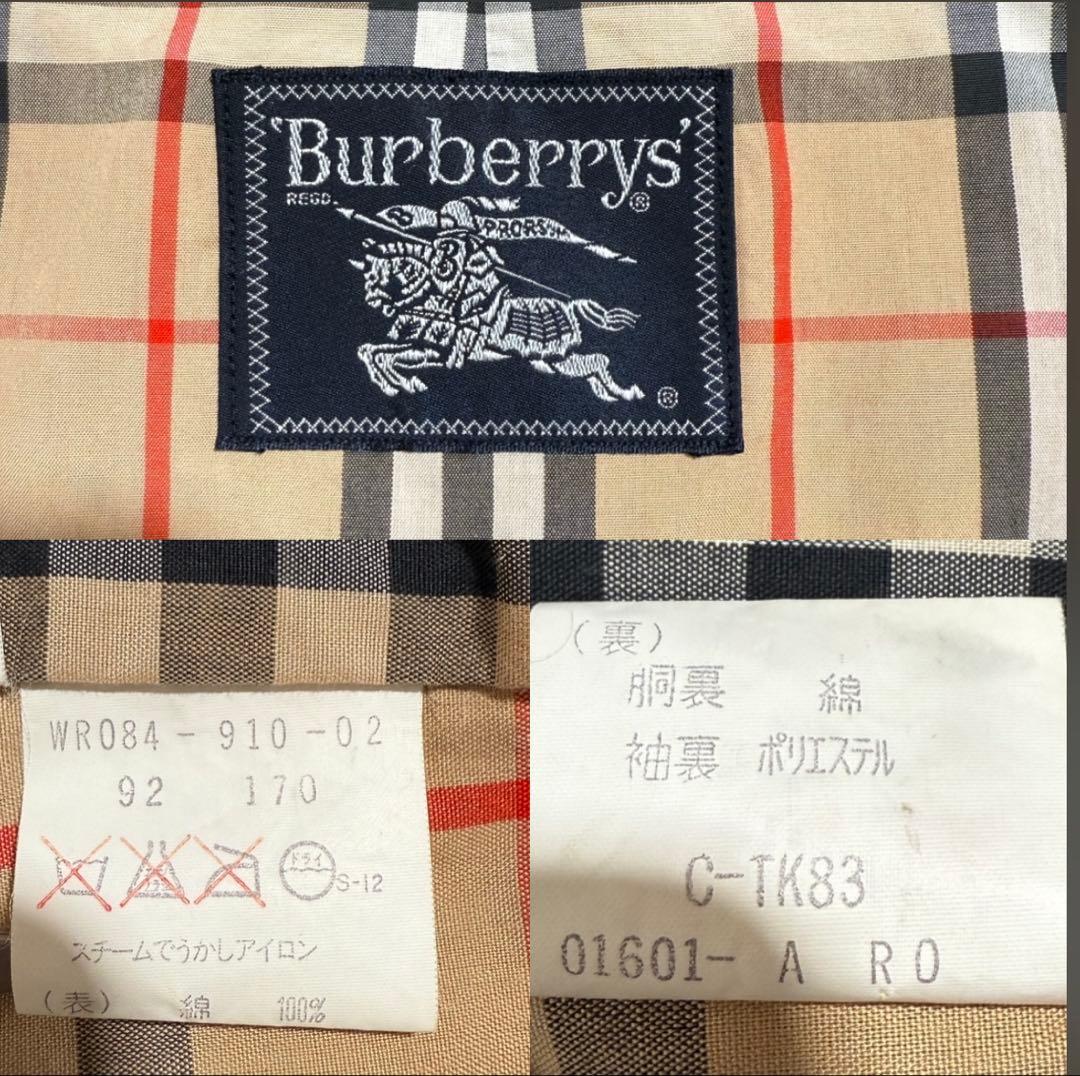 'Burberrys'
REGD.
®
B
PRORSUM
B
®
WR084-910-02
92 170
ドライ
S-12
スチームでうかしアイロン
(表) 綿 100%
(裏)
胴裏 綿
袖裏 ポリエステル
C-TK83
01601-A RO